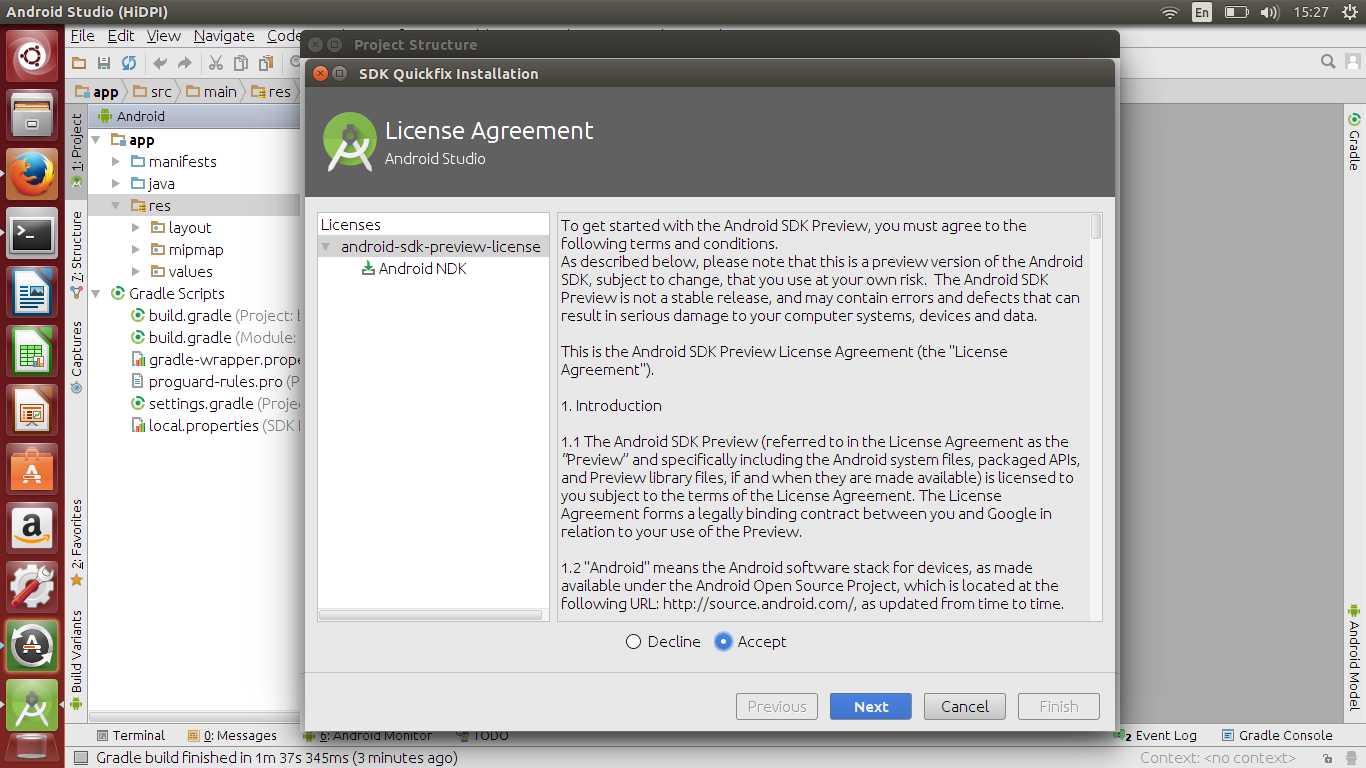 Android Studio (HiDPI)
En
15:27
File Edit View Navigate Code
Project Structure
SDK Quickfix Installation
app src main res
License Agreement
Android Studio
Android
1: Project
7: Structure
Captures
2: Favorites
Build Variants
app
manifests
java
res
layout
mipmap
values
Gradle Scripts
build.gradle (Project: b
build.gradle (Module:
gradle-wrapper.prope
proguard-rules.pro (P
settings.gradle (Projec
local.properties (SDK
Licenses
android-sdk-preview-license
Android NDK
To get started with the Android SDK Preview, you must agree to the
following terms and conditions.
As described below, please note that this is a preview version of the Android
SDK, subject to change, that you use at your own risk.  The Android SDK
Preview is not a stable release, and may contain errors and defects that can
result in serious damage to your computer systems, devices and data.
This is the Android SDK Preview License Agreement (the "License
Agreement").
1. Introduction
1.1 The Android SDK Preview (referred to in the License Agreement as the
“Preview” and specifically including the Android system files, packaged APIs,
and Preview library files, if and when they are made available) is licensed to
you subject to the terms of the License Agreement. The License
Agreement forms a legally binding contract between you and Google in
relation to your use of the Preview.
1.2 "Android" means the Android software stack for devices, as made
available under the Android Open Source Project, which is located at the
following URL: http://source.android.com/, as updated from time to time.
Decline Accept
Previous Next Cancel Finish
Gradle
Android Model
Terminal 0: Messages 6: Android Monitor TODO 2 Event Log Gradle Console
Gradle build finished in 1m 37s 345ms (3 minutes ago)
Context: <no context>